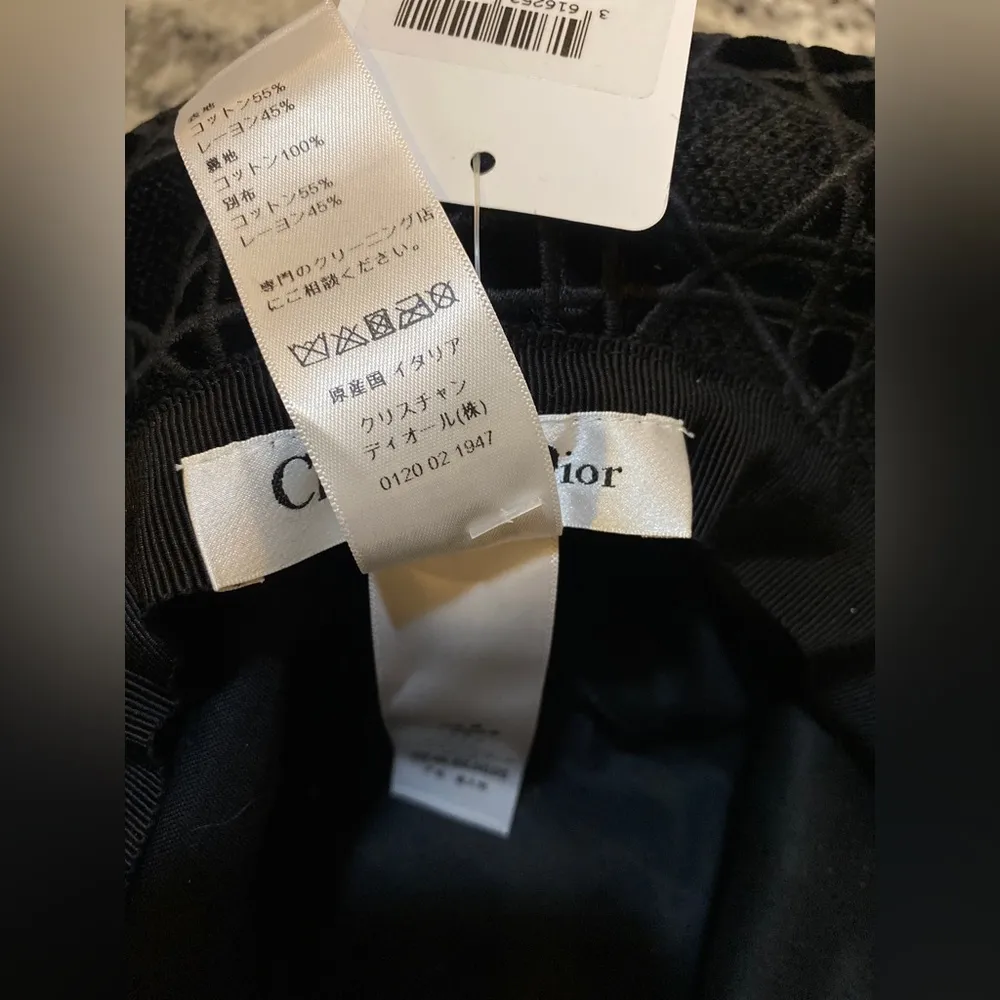 3 616253
表地
コットン55%
レーヨン45%
裏地
コットン100%
別布
コットン55%
レーヨン45%
専門のクリーニング店
にご相談ください。
原産国 イタリア
クリスチャン
ディオール(株)
0120 02 1947
C ior